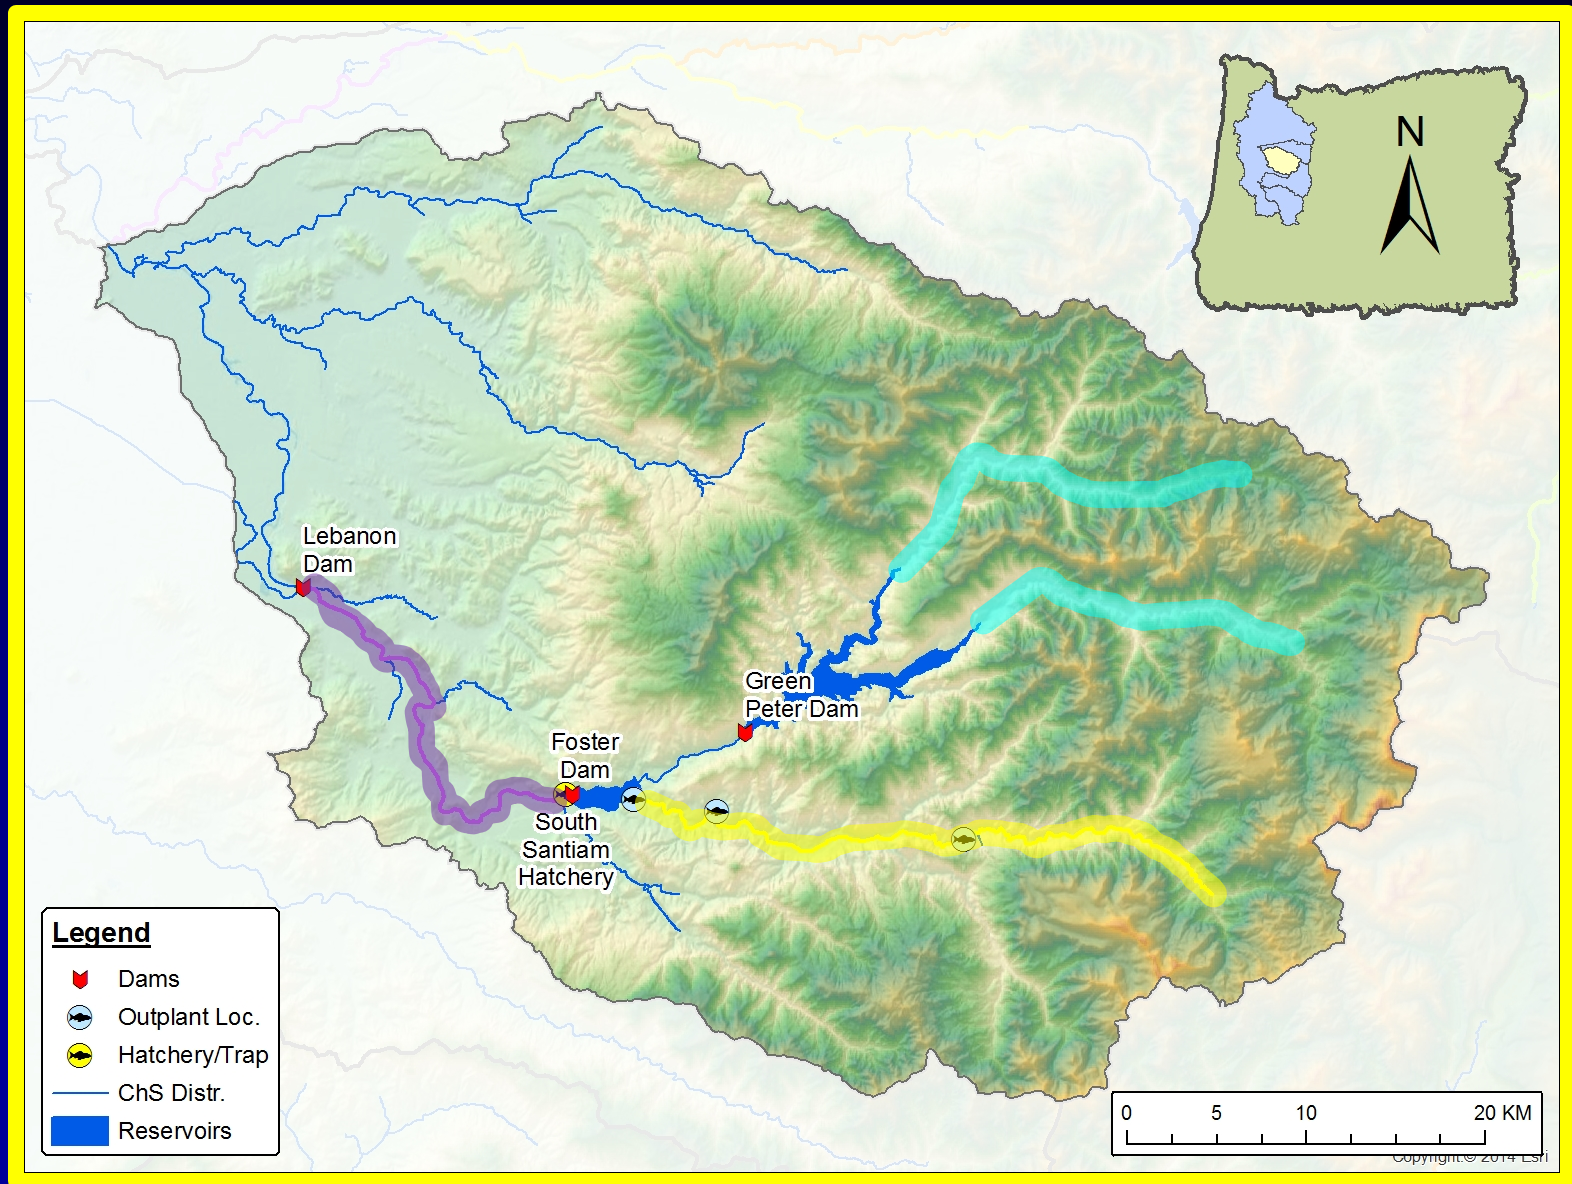 N
Lebanon
Dam
Green
Peter Dam
Foster
Dam
South
Santiam
Hatchery
Legend
Dams
Outplant Loc.
Hatchery/Trap
ChS Distr.
Reservoirs
0 5 10 20 KM
Copyright:© 2014 Esri